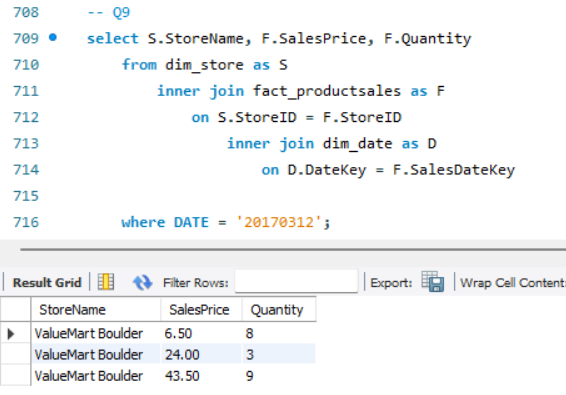 708 -- Q9
709 select S.StoreName, F.SalesPrice, F.Quantity
710 from dim_store as S
711 inner join fact_productsales as F
712 on S.StoreID = F.StoreID
713 inner join dim_date as D
714 on D.DateKey = F.SalesDateKey
715
716 where DATE = '20170312';
Result Grid Filter Rows: Export: Wrap Cell Content:
StoreName SalesPrice Quantity
ValueMart Boulder 6.50 8
ValueMart Boulder 24.00 3
ValueMart Boulder 43.50 9